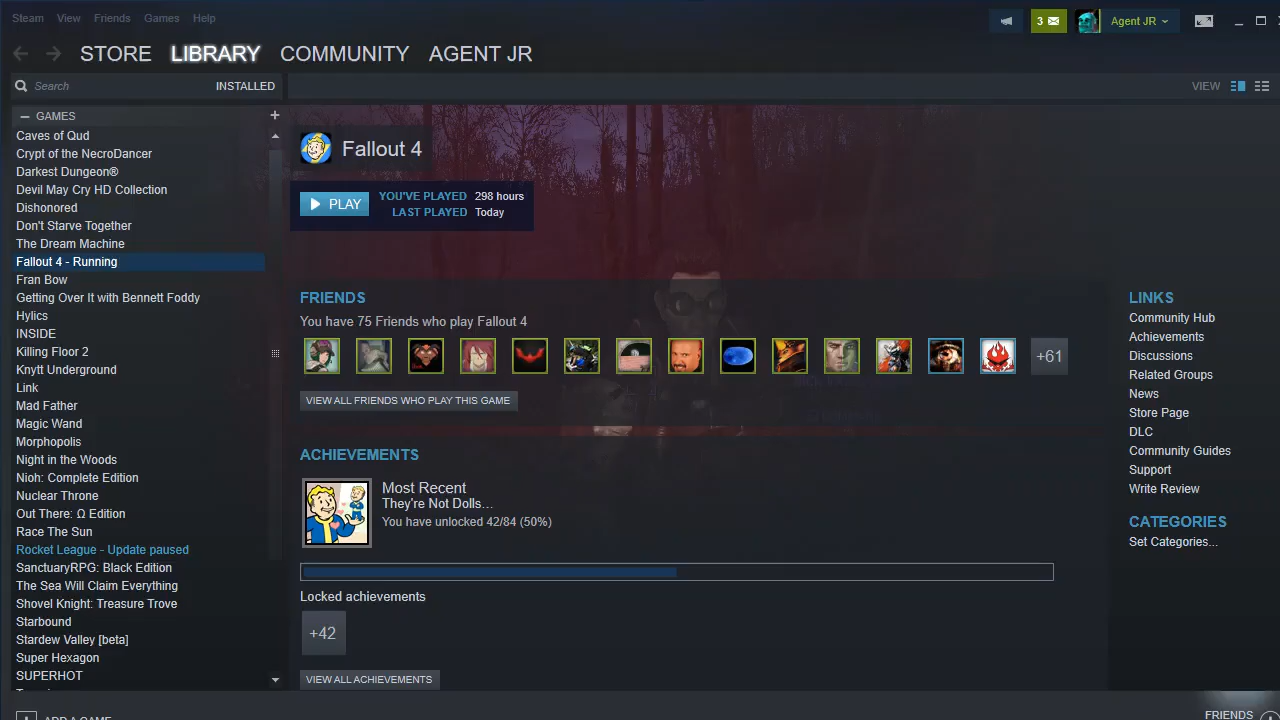 Steam View Friends Games Help
3 Agent JR
STORE LIBRARY COMMUNITY AGENT JR
Search INSTALLED
VIEW
— GAMES +
Caves of Qud
Crypt of the NecroDancer
Darkest Dungeon®
Devil May Cry HD Collection
Dishonored
Don't Starve Together
The Dream Machine
Fallout 4 - Running
Fran Bow
Getting Over It with Bennett Foddy
Hylics
INSIDE
Killing Floor 2
Knytt Underground
Link
Mad Father
Magic Wand
Morphopolis
Night in the Woods
Nioh: Complete Edition
Nuclear Throne
Out There: Ω Edition
Race The Sun
Rocket League - Update paused
SanctuaryRPG: Black Edition
The Sea Will Claim Everything
Shovel Knight: Treasure Trove
Starbound
Stardew Valley [beta]
Super Hexagon
SUPERHOT
Fallout 4
PLAY
YOU'VE PLAYED 298 hours
LAST PLAYED Today
FRIENDS
You have 75 Friends who play Fallout 4
+61
VIEW ALL FRIENDS WHO PLAY THIS GAME
ACHIEVEMENTS
Most Recent
They're Not Dolls...
You have unlocked 42/84 (50%)
Locked achievements
+42
VIEW ALL ACHIEVEMENTS
LINKS
Community Hub
Achievements
Discussions
Related Groups
News
Store Page
DLC
Community Guides
Support
Write Review
CATEGORIES
Set Categories...
ADD A GAME
FRIENDS